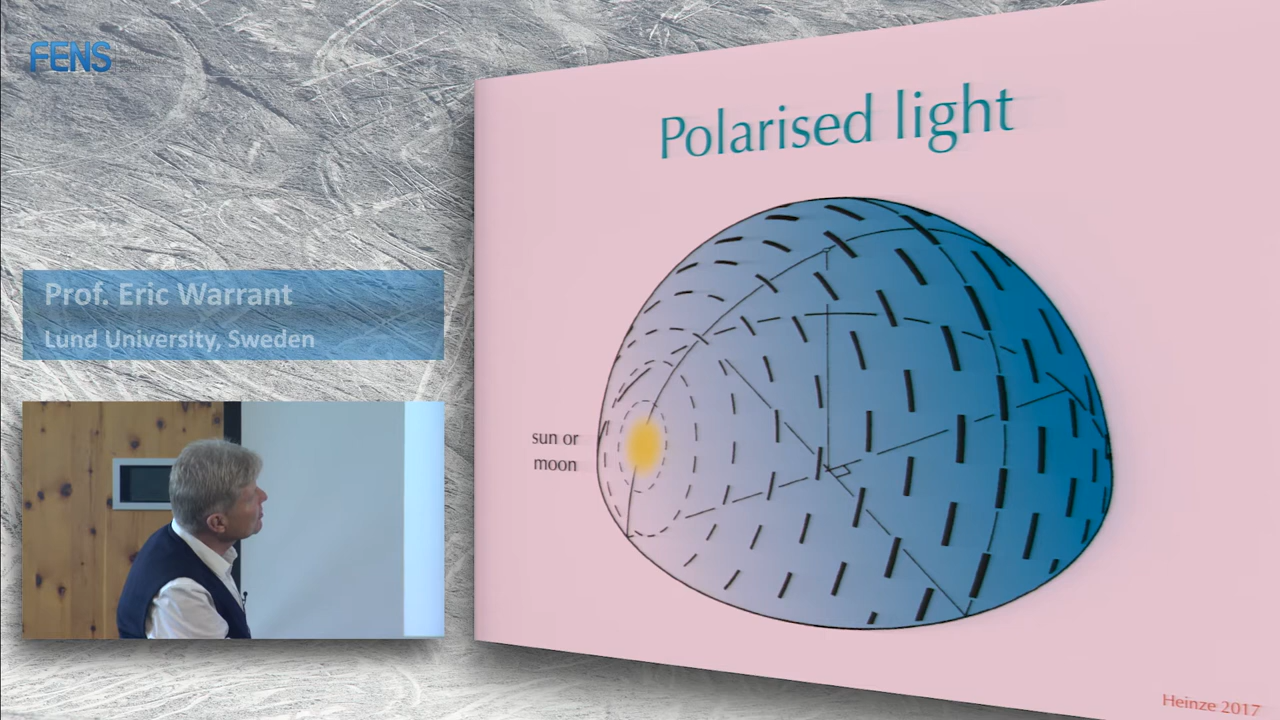 FENS
Prof. Eric Warrant
Lund University, Sweden
Polarised light
sun or
moon
Heinze 2017